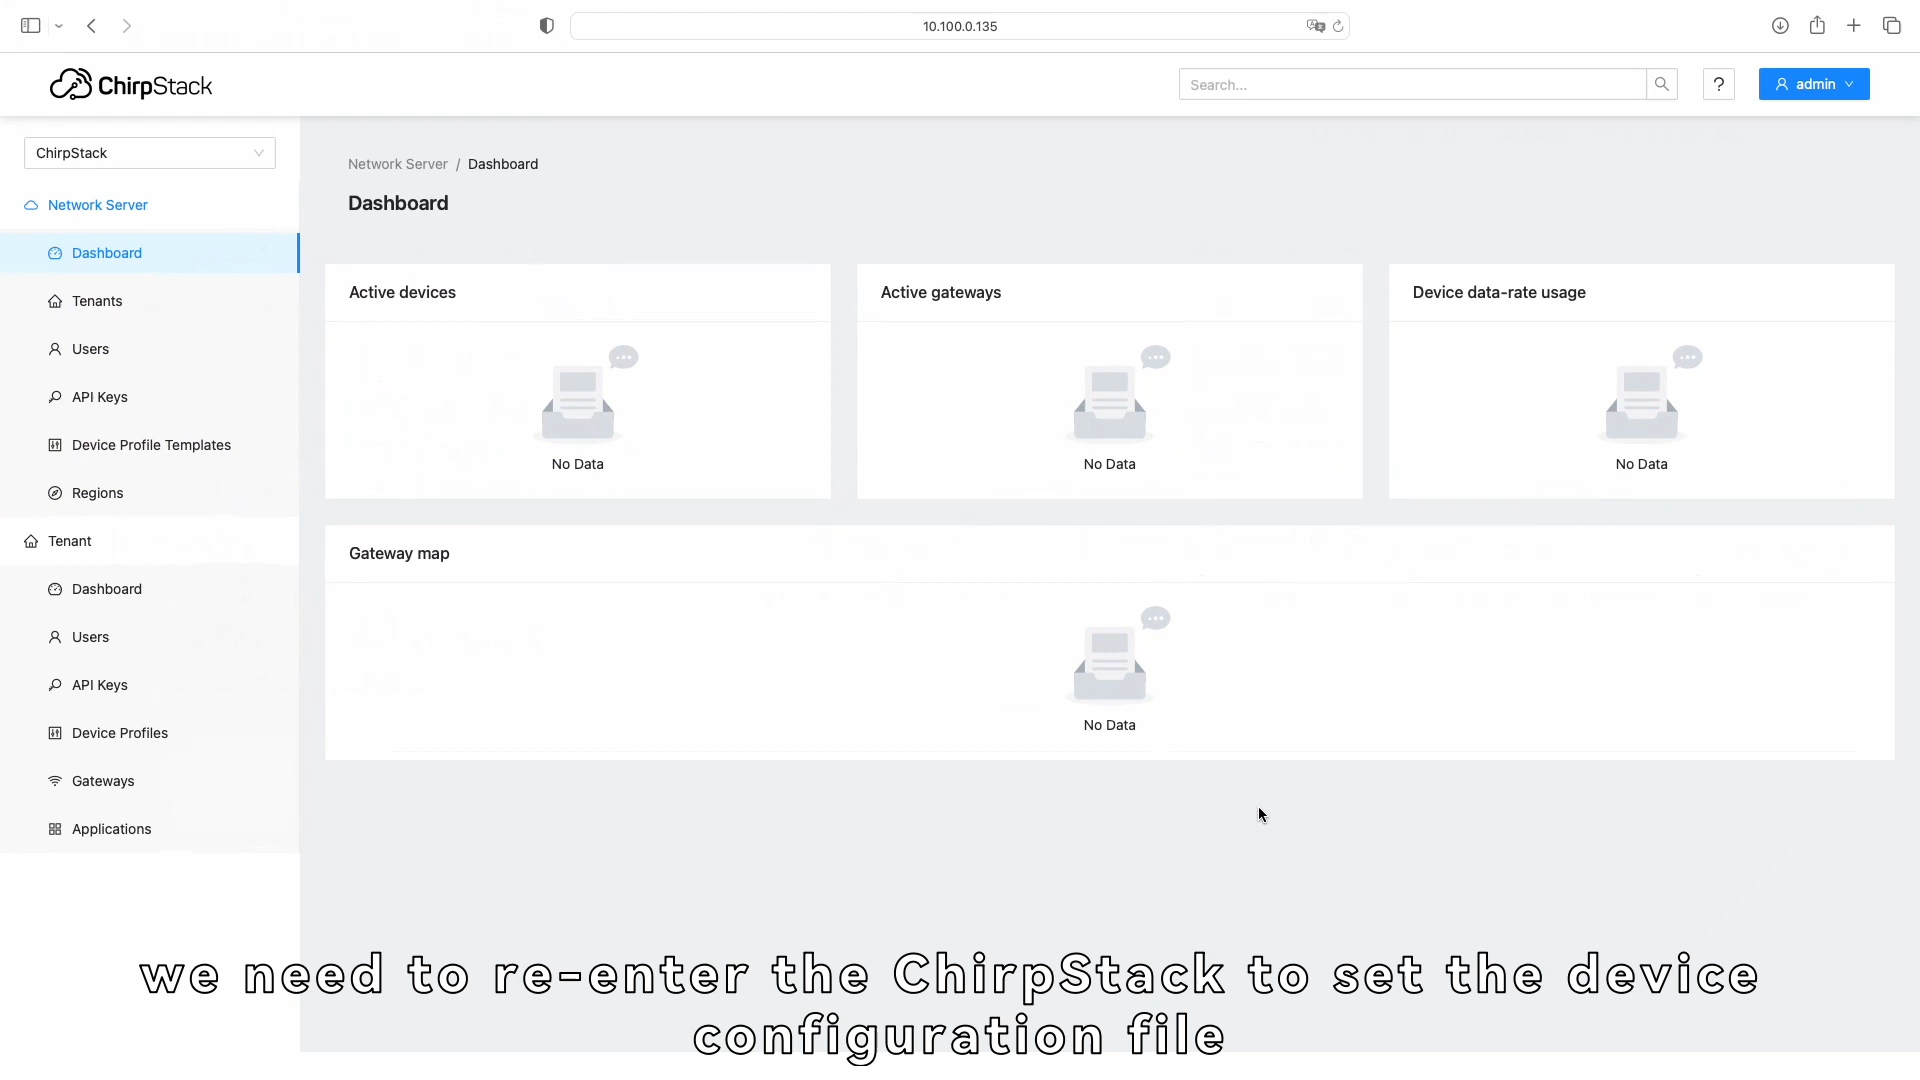 10.100.0.135
ChirpStack
Search...
?
admin
ChirpStack
Network Server
Dashboard
Tenants
Users
API Keys
Device Profile Templates
Regions
Tenant
Dashboard
Users
API Keys
Device Profiles
Gateways
Applications
Network Server / Dashboard
Dashboard
Active devices
No Data
Active gateways
No Data
Device data-rate usage
No Data
Gateway map
No Data
we need to re-enter the ChirpStack to set the device
configuration file